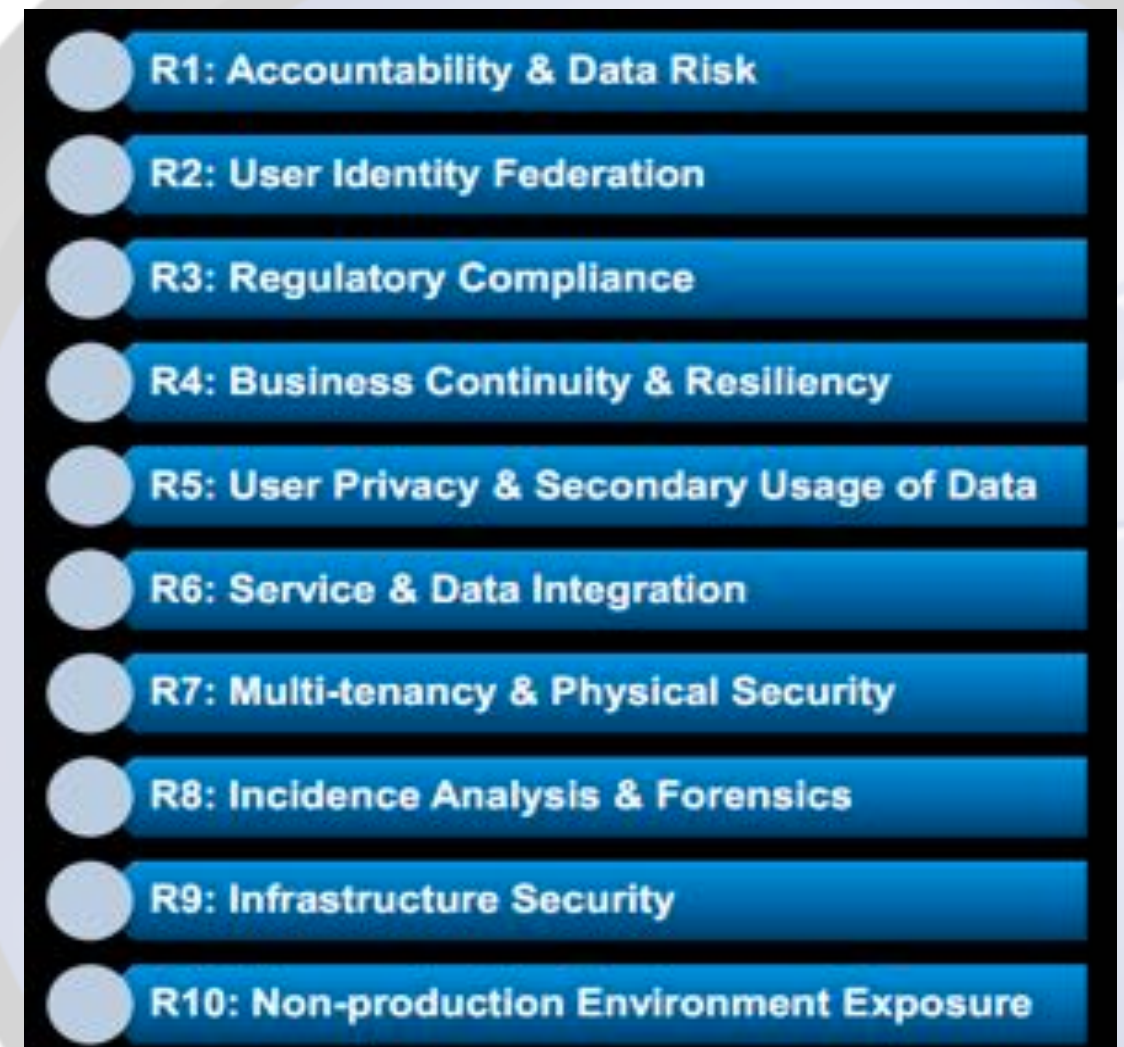 R1: Accountability & Data Risk
R2: User Identity Federation
R3: Regulatory Compliance
R4: Business Continuity & Resiliency
R5: User Privacy & Secondary Usage of Data
R6: Service & Data Integration
R7: Multi-tenancy & Physical Security
R8: Incidence Analysis & Forensics
R9: Infrastructure Security
R10: Non-production Environment Exposure